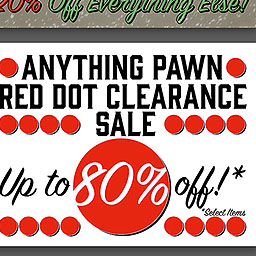 20% Off Everything Else!
ANYTHING PAWN
RED DOT CLEARANCE
SALE
Up to 80% off!*
*Select Items